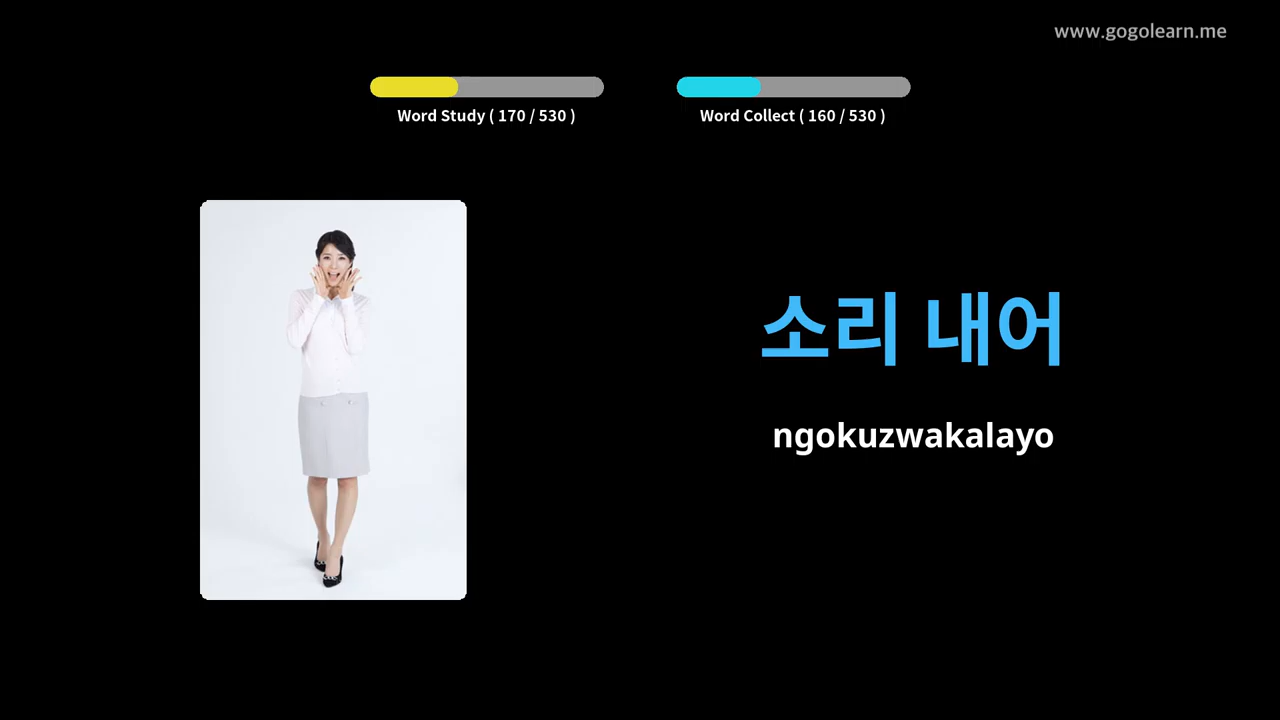 www.gogolearn.me
Word Study ( 170 / 530 )
Word Collect ( 160 / 530 )
소리 내어
ngokuzwakalayo